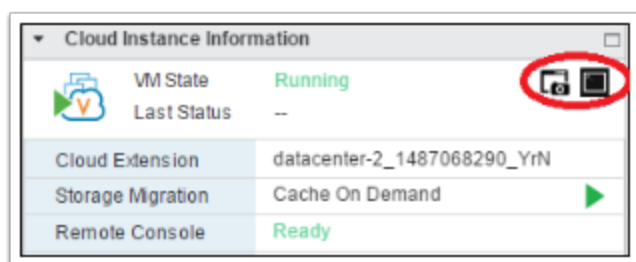 Cloud Instance Information
VM State Running
Last Status --
Cloud Extension datacenter-2_1487068290_YrN
Storage Migration Cache On Demand
Remote Console Ready